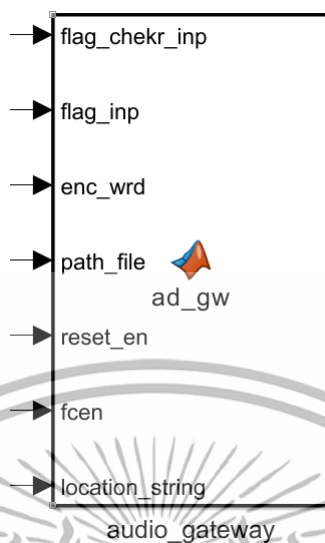 flag_chekr_inp
flag_inp
enc_wrd
path_file
ad_gw
reset_en
fcen
location_string
audio_gateway